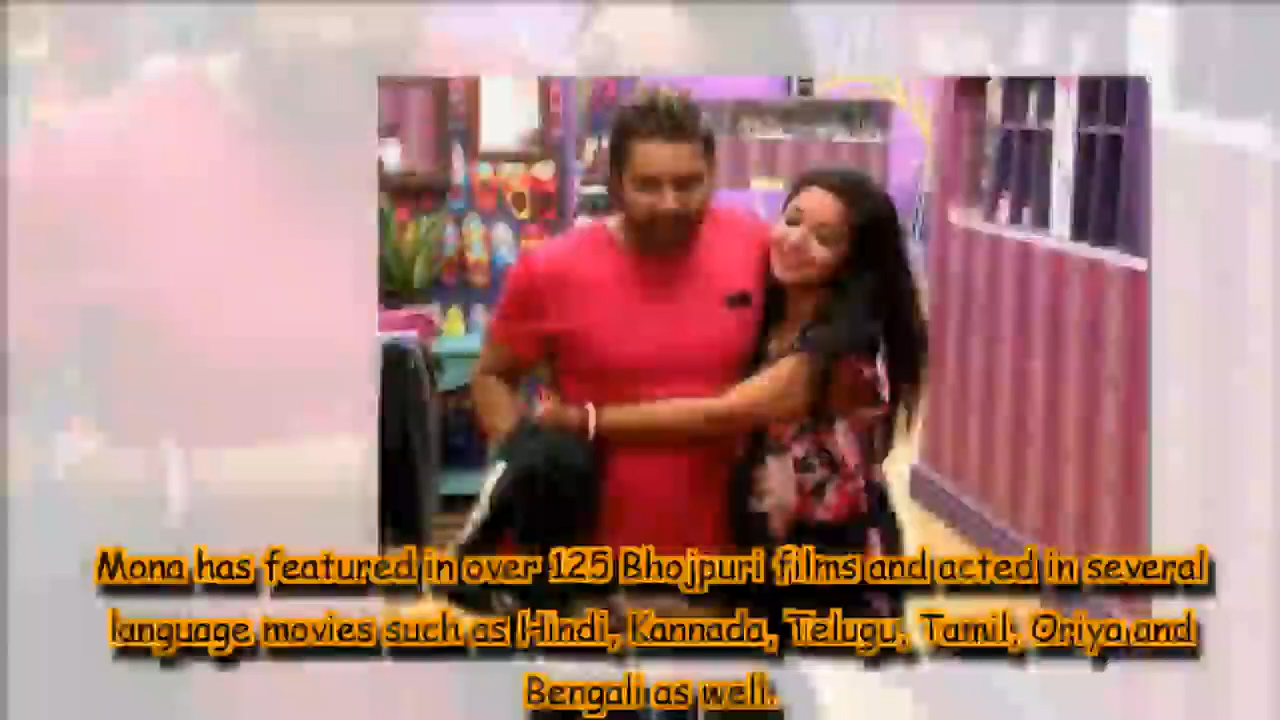 Mona has featured in over 125 Bhojpuri films and acted in several
language movies such as Hindi, Kannada, Telugu, Tamil, Oriya and
Bengali as well.